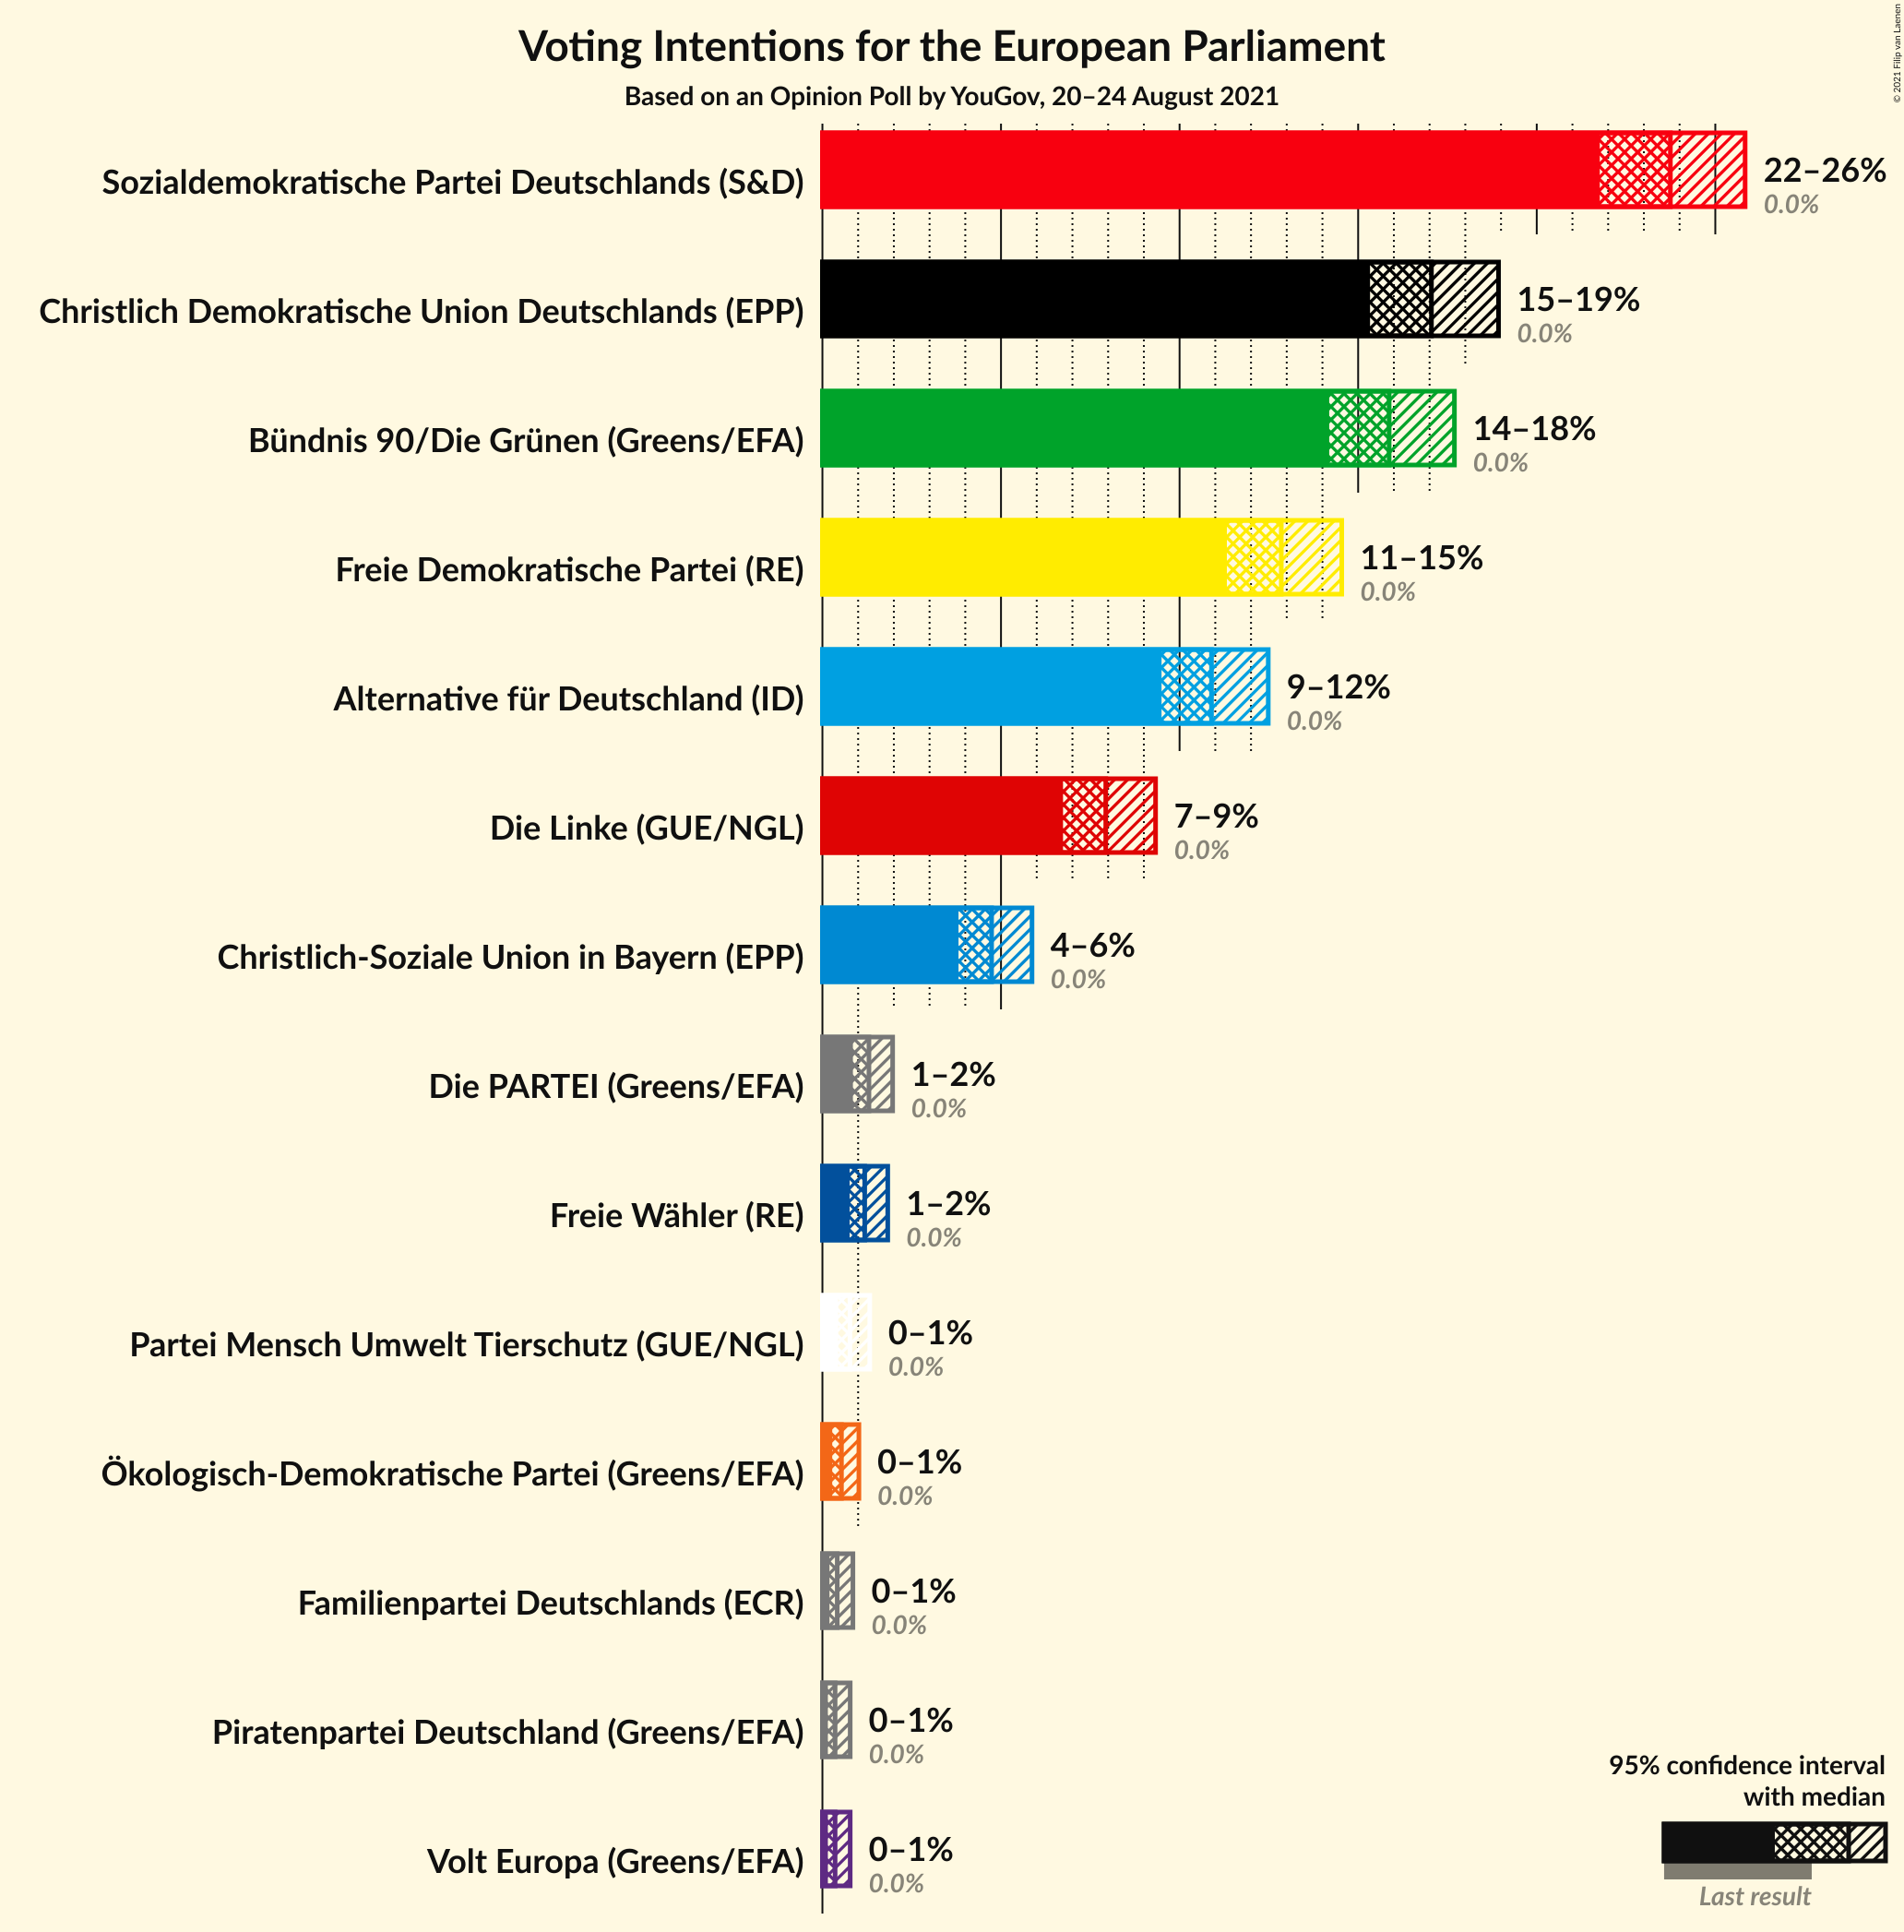 Voting Intentions for the European Parliament
Based on an Opinion Poll by YouGov, 20–24 August 2021
© 2021 Filip van Laenen
Sozialdemokratische Partei Deutschlands (S&D)
22–26%
0.0%
Christlich Demokratische Union Deutschlands (EPP)
15–19%
0.0%
Bündnis 90/Die Grünen (Greens/EFA)
14–18%
0.0%
Freie Demokratische Partei (RE)
11–15%
0.0%
Alternative für Deutschland (ID)
9–12%
0.0%
Die Linke (GUE/NGL)
7–9%
0.0%
Christlich-Soziale Union in Bayern (EPP)
4–6%
0.0%
Die PARTEI (Greens/EFA)
1–2%
0.0%
Freie Wähler (RE)
1–2%
0.0%
Partei Mensch Umwelt Tierschutz (GUE/NGL)
0–1%
0.0%
Ökologisch-Demokratische Partei (Greens/EFA)
0–1%
0.0%
Familienpartei Deutschlands (ECR)
0–1%
0.0%
Piratenpartei Deutschland (Greens/EFA)
0–1%
0.0%
Volt Europa (Greens/EFA)
0–1%
0.0%
95% confidence interval
with median
Last result